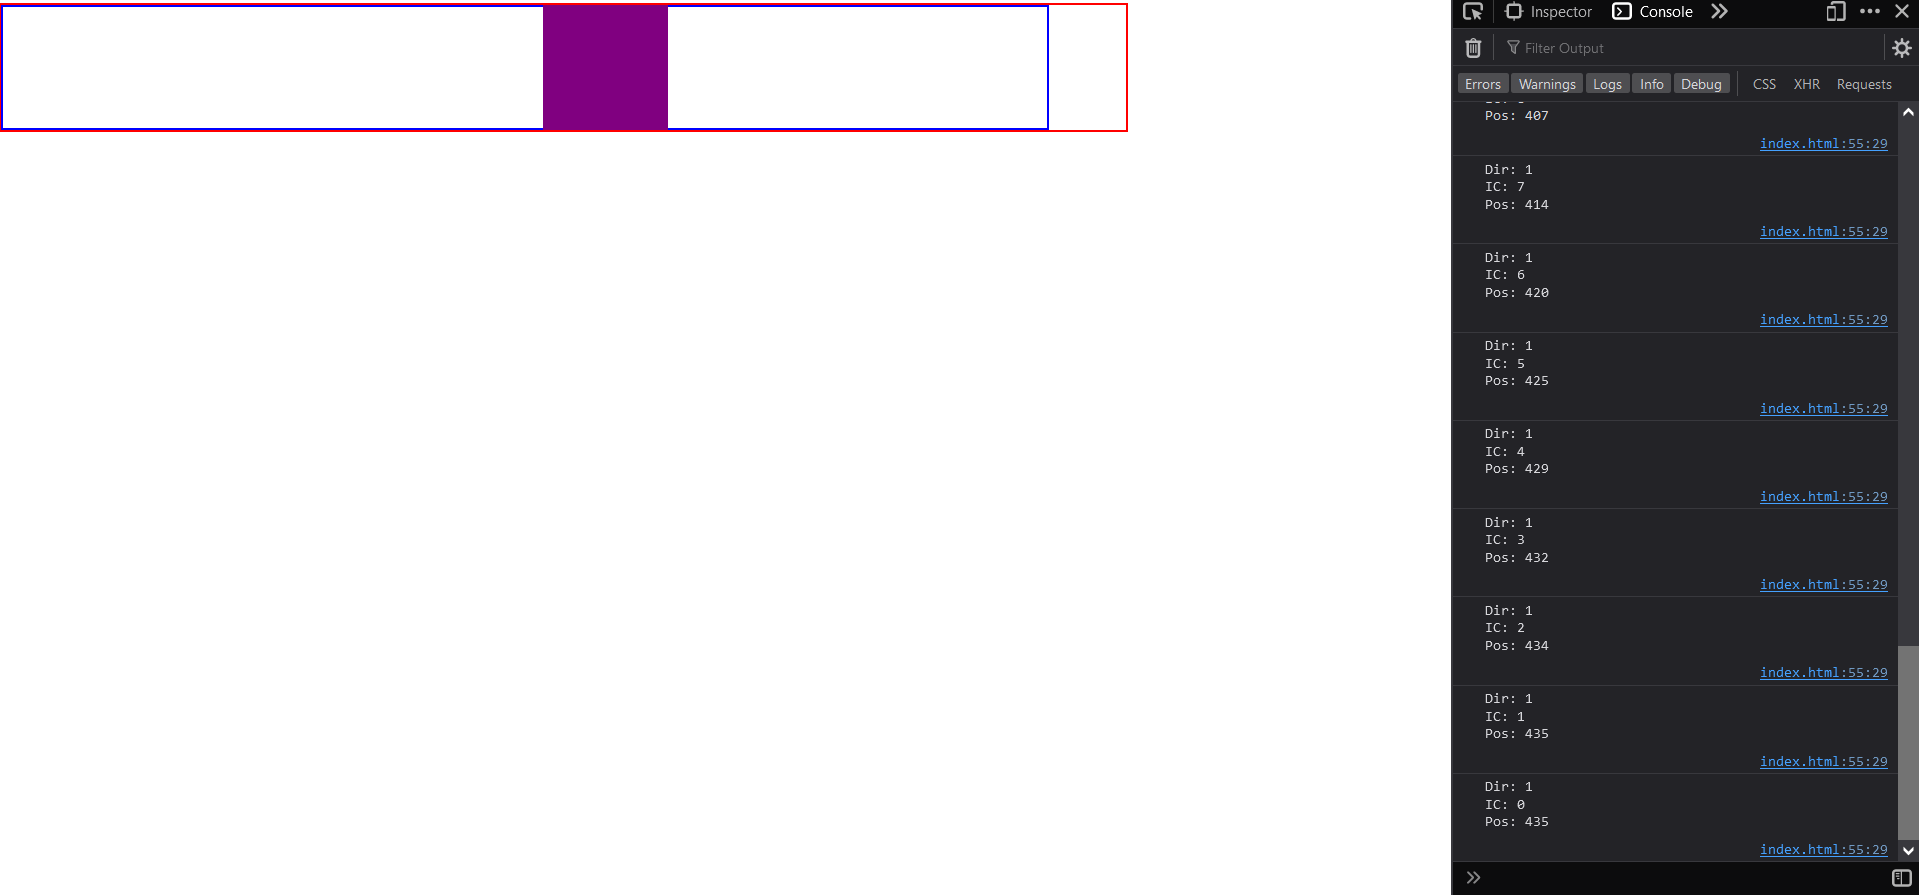 Inspector
Console
Filter Output
Errors Warnings Logs Info Debug CSS XHR Requests
Pos: 407
index.html:55:29
Dir: 1
IC: 7
Pos: 414
index.html:55:29
Dir: 1
IC: 6
Pos: 420
index.html:55:29
Dir: 1
IC: 5
Pos: 425
index.html:55:29
Dir: 1
IC: 4
Pos: 429
index.html:55:29
Dir: 1
IC: 3
Pos: 432
index.html:55:29
Dir: 1
IC: 2
Pos: 434
index.html:55:29
Dir: 1
IC: 1
Pos: 435
index.html:55:29
Dir: 1
IC: 0
Pos: 435
index.html:55:29